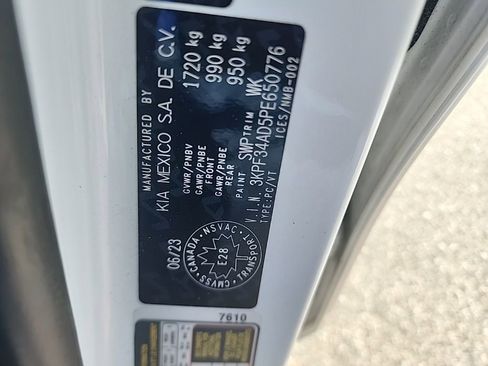 MANUFACTURED BY
KIA MEXICO S.A. DE C.V.
06/23
GVWR/PNBV 1720 kg
GAWR/PNBE FRONT 990 kg
GAWR/PNBE REAR 950 kg
PAINT SWP TRIM WK
V.I.N. 3KPF34AD5PE650776
TYPE:PC/VT ICES/NMB-002
CANADA NSVAC TRANSPORT CMVSS
E28
7610